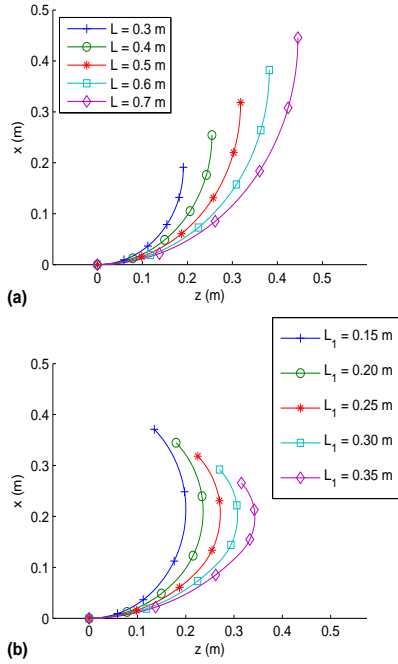 0.5
L = 0.3 m
L = 0.4 m
L = 0.5 m
L = 0.6 m
L = 0.7 m
0.4
0.3
x (m)
0.2
0.1
0
0 0.1 0.2 0.3 0.4 0.5
z (m)
(a)
L₁ = 0.15 m
L₁ = 0.20 m
L₁ = 0.25 m
L₁ = 0.30 m
L₁ = 0.35 m
0.5
0.4
0.3
x (m)
0.2
0.1
0
0 0.1 0.2 0.3 0.4 0.5
z (m)
(b)